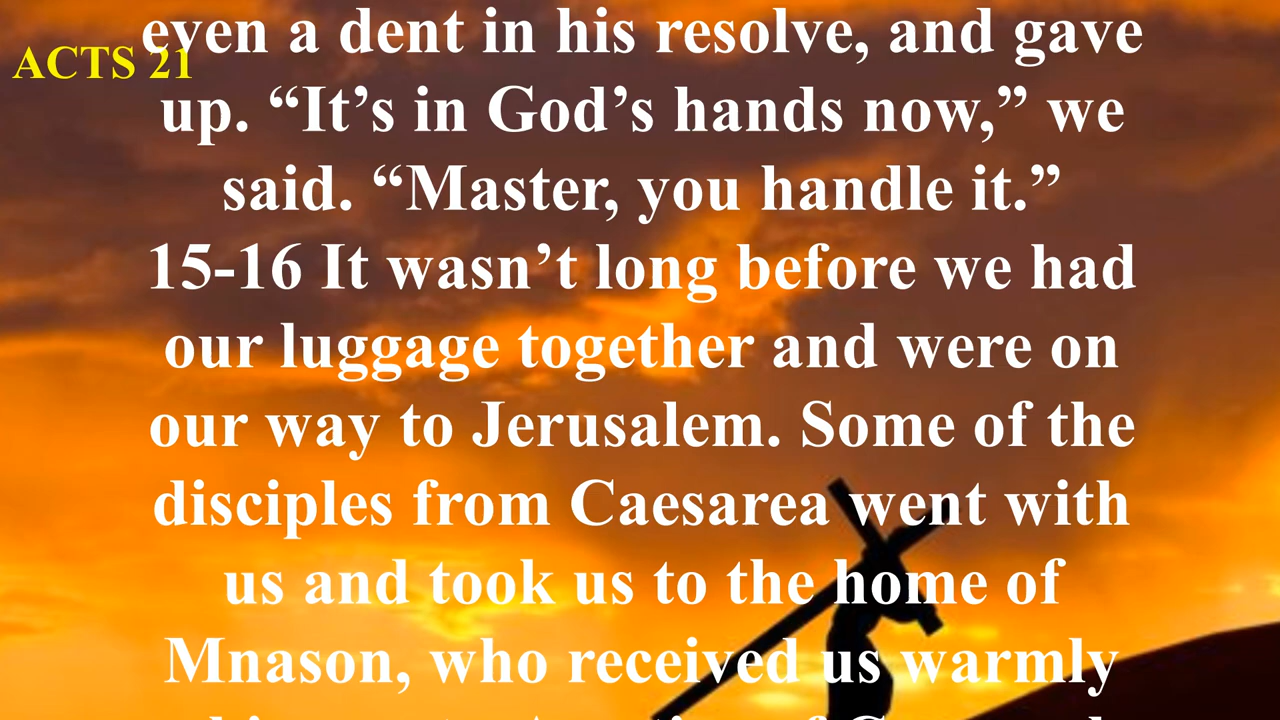 ACTS 21
even a dent in his resolve, and gave
up. “It’s in God’s hands now,” we
said. “Master, you handle it.”
15-16 It wasn’t long before we had
our luggage together and were on
our way to Jerusalem. Some of the
disciples from Caesarea went with
us and took us to the home of
Mnason, who received us warmly